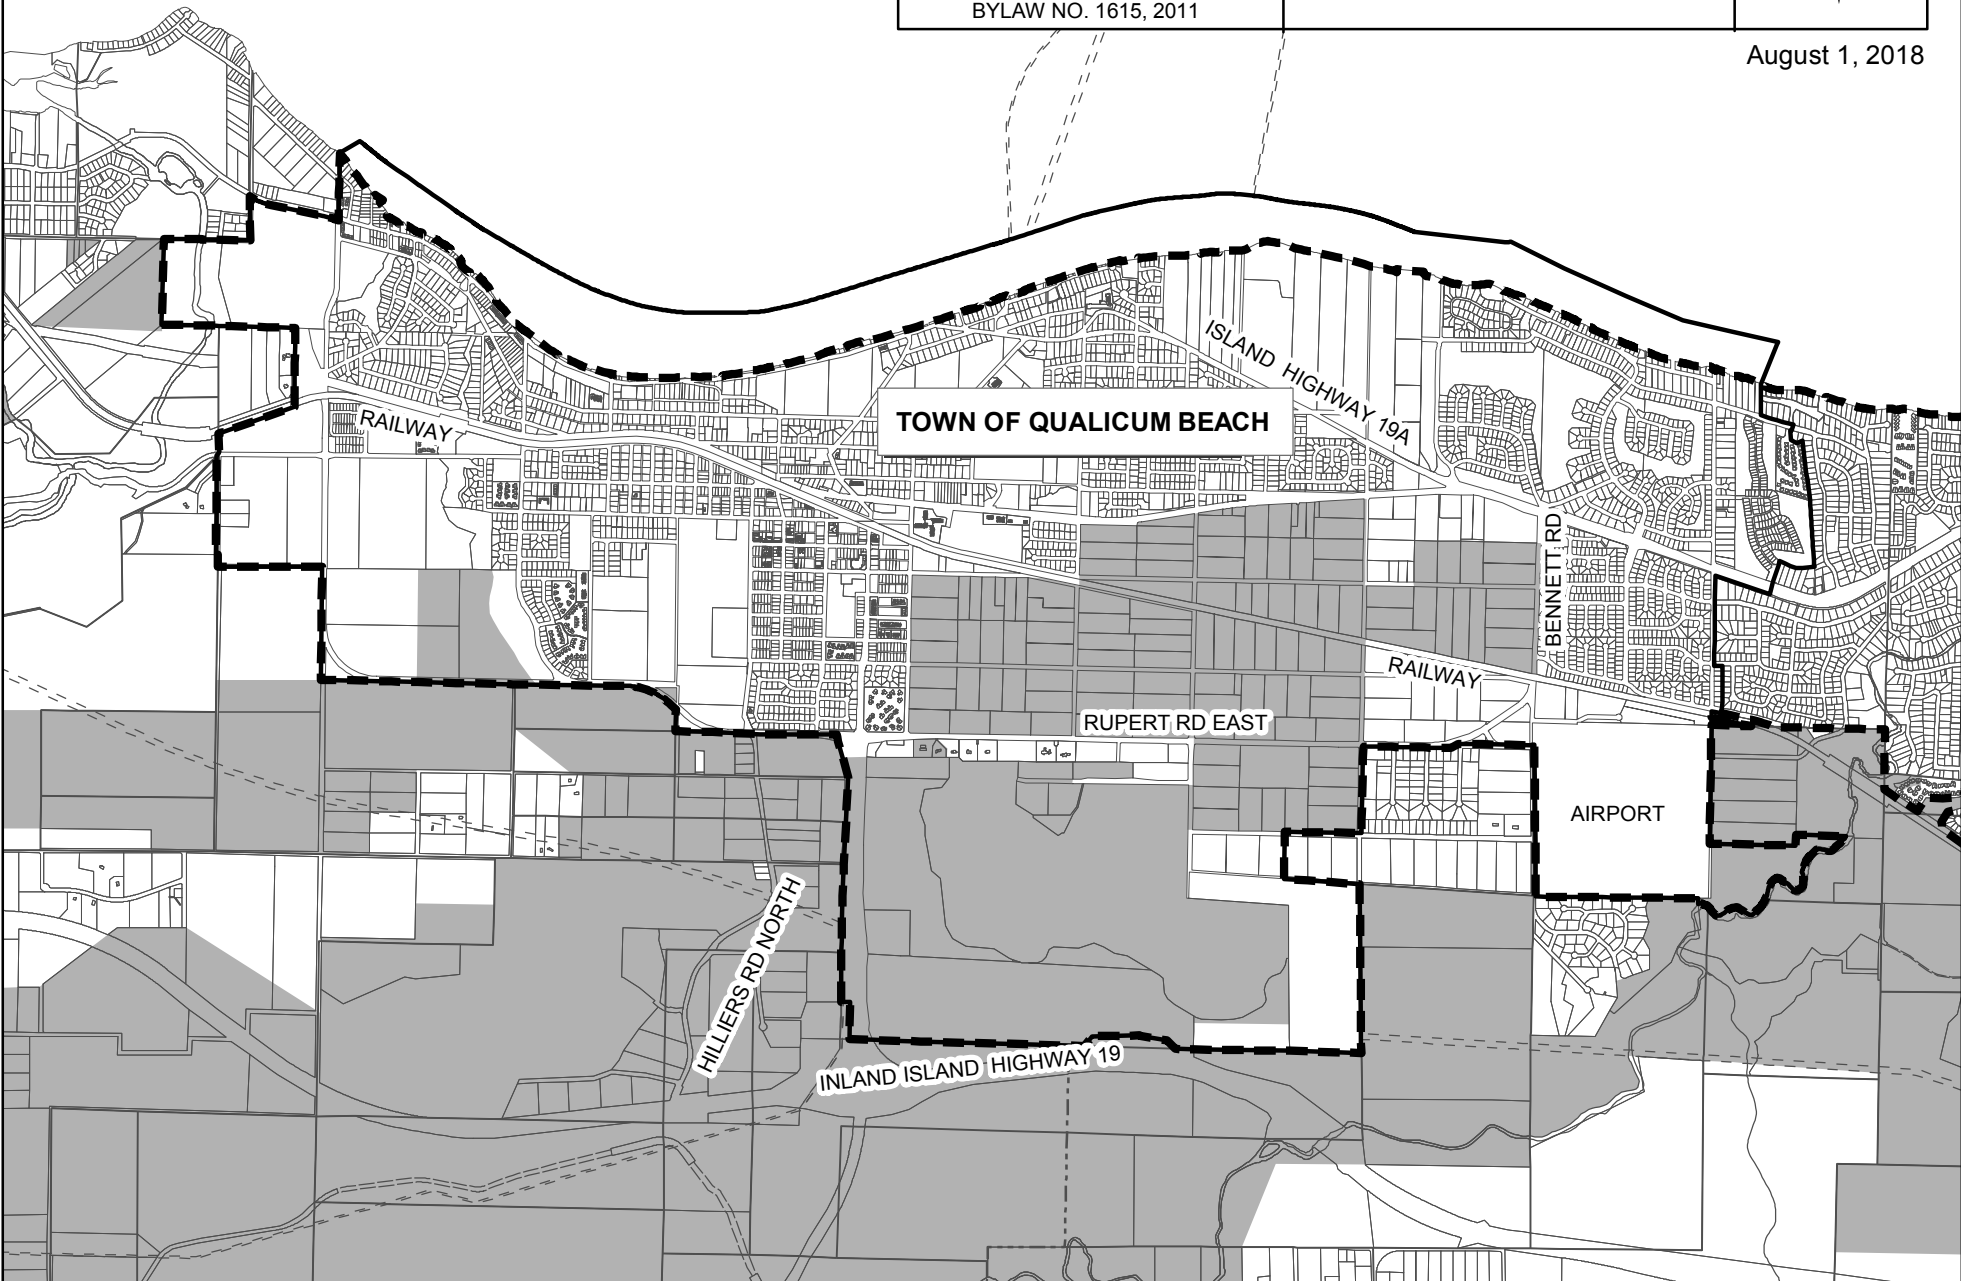 BYLAW NO. 1615, 2011
August 1, 2018
ISLAND HIGHWAY 19A
TOWN OF QUALICUM BEACH
RAILWAY
BENNETT RD
RAILWAY
RUPERT RD EAST
AIRPORT
HILLIERS RD NORTH
INLAND ISLAND HIGHWAY 19